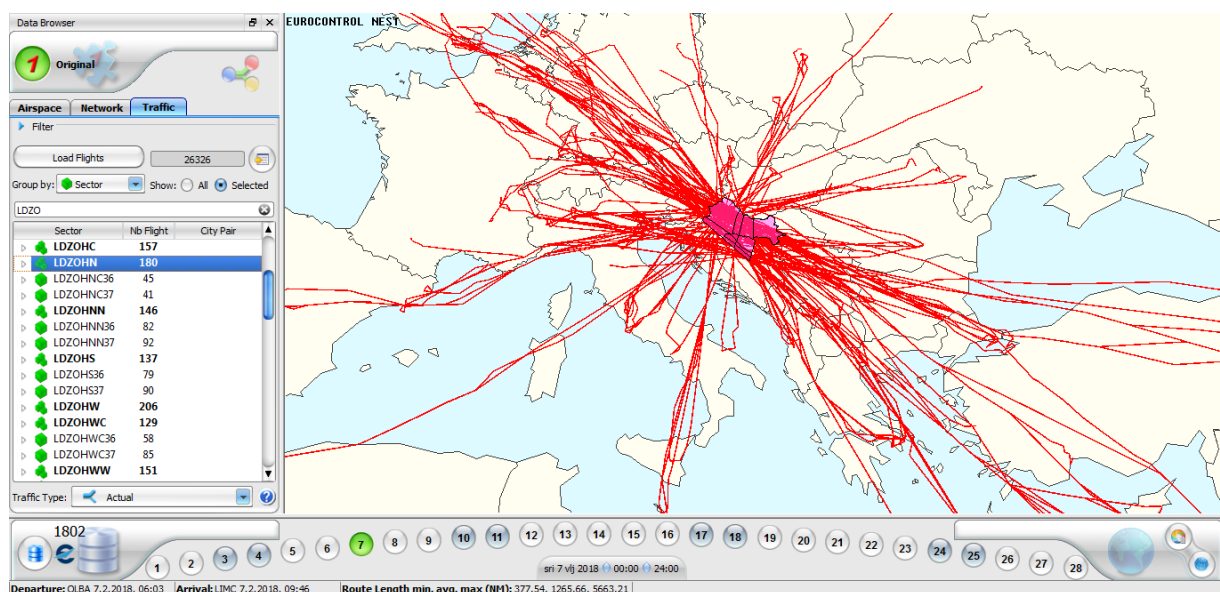 Data Browser
EUROCONTROL NEST
1
Original
Airspace Network Traffic
Filter
Load Flights 26326
Group by: Sector Show: All Selected
LDZO
Sector Nb Flight City Pair
LDZOHC 157
LDZOHN 180
LDZOHNC36 45
LDZOHNC37 41
LDZOHNN 146
LDZOHNN36 82
LDZOHNN37 92
LDZOHS 137
LDZOHS36 79
LDZOHS37 90
LDZOHW 206
LDZOHWC 129
LDZOHWC36 58
LDZOHWC37 85
LDZOHWW 151
Traffic Type: Actual ?
1802
1 2 3 4 5 6 7 8 9 10 11 12 13 14 15 16 17 18 19 20 21 22 23 24 25 26 27 28
sri 7 vlj 2018 00:00 24:00
Departure: OLBA 7.2.2018. 06:03 Arrival: LIMC 7.2.2018. 09:46 Route Length min, avg, max (NM): 377.54, 1265.66, 5663.21